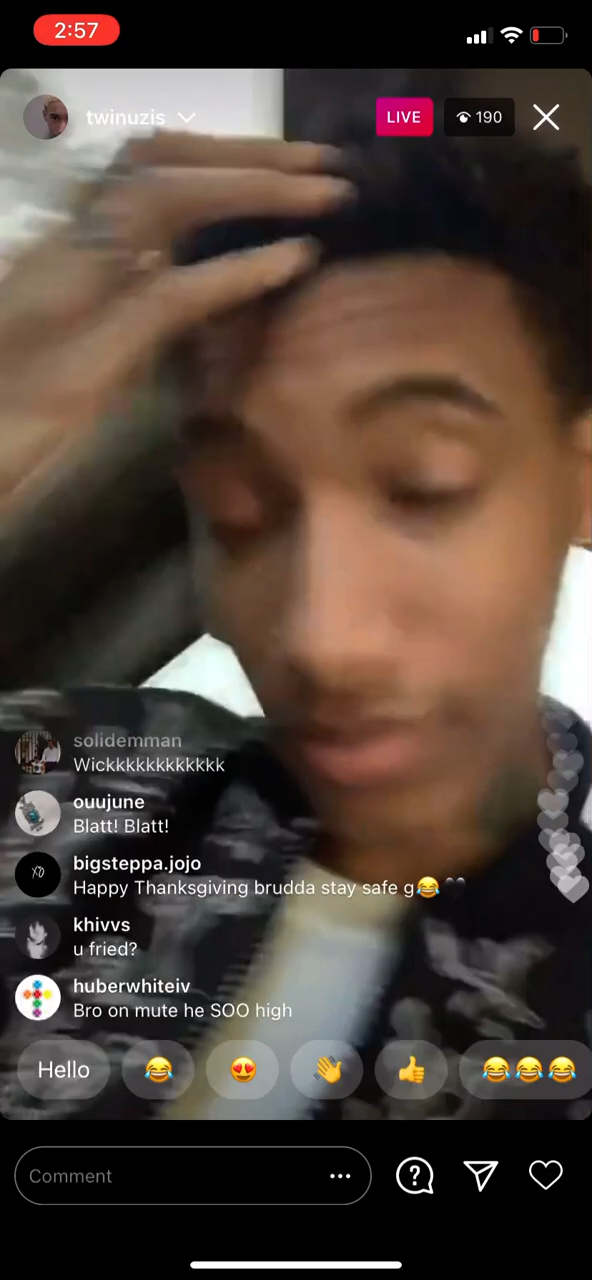 2:57
twinuzis
LIVE
190
solidemman
Wickkkkkkkkkkkk
ouujune
Blatt! Blatt!
bigsteppa.jojo
Happy Thanksgiving brudda stay safe g😂🖤
khivvs
u fried?
huberwhiteiv
Bro on mute he SOO high
Hello 😂 😍 👋 👍 😂😂😂
Comment